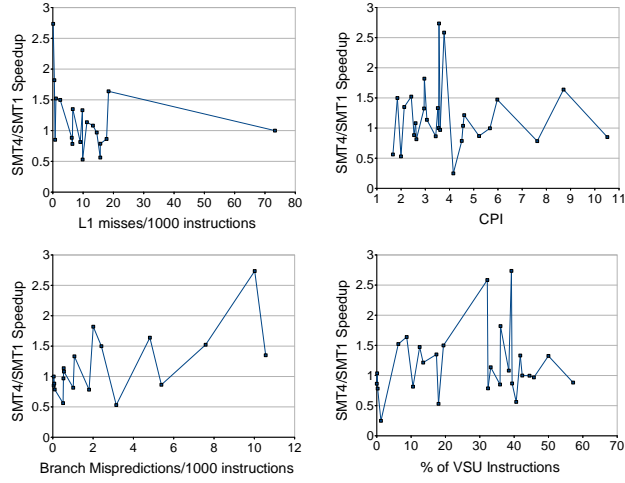 SMT4/SMT1 Speedup
3
2.5
2
1.5
1
0.5
0
0 10 20 30 40 50 60 70 80
L1 misses/1000 instructions
SMT4/SMT1 Speedup
3
2.5
2
1.5
1
0.5
0
1 2 3 4 5 6 7 8 9 10 11
CPI
SMT4/SMT1 Speedup
3
2.5
2
1.5
1
0.5
0
0 2 4 6 8 10 12
Branch Mispredictions/1000 instructions
SMT4/SMT1 Speedup
3
2.5
2
1.5
1
0.5
0
0 10 20 30 40 50 60 70
% of VSU Instructions